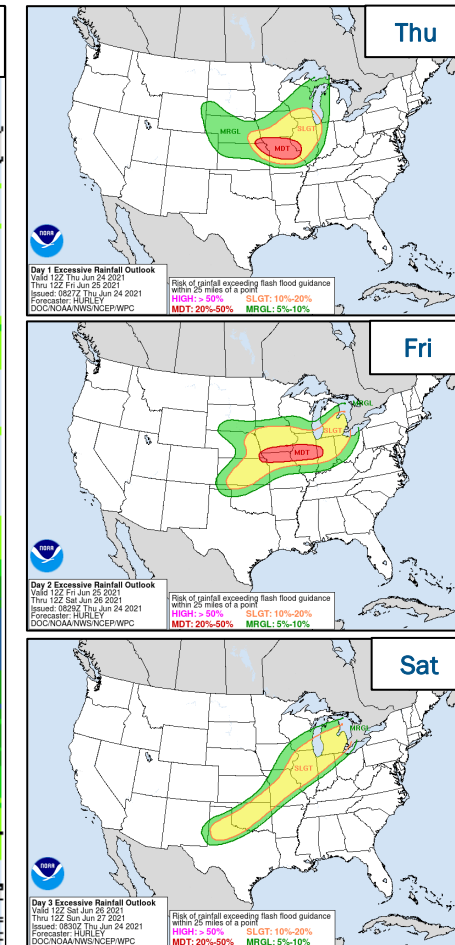 Thu
MRGL
SLGT
MDT
NOAA
Day 1 Excessive Rainfall Outlook
Valid 12Z Thu Jun 24 2021
Thru 12Z Fri Jun 25 2021
Issued: 0827Z Thu Jun 24 2021
Forecaster: HURLEY
DOC/NOAA/NWS/NCEP/WPC
Risk of rainfall exceeding flash flood guidance
within 25 miles of a point
HIGH: > 50% SLGT: 10%-20%
MDT: 20%-50% MRGL: 5%-10%
Fri
MRGL
SLGT
MDT
NOAA
Day 2 Excessive Rainfall Outlook
Valid 12Z Fri Jun 25 2021
Thru 12Z Sat Jun 26 2021
Issued: 0829Z Thu Jun 24 2021
Forecaster: HURLEY
DOC/NOAA/NWS/NCEP/WPC
Risk of rainfall exceeding flash flood guidance
within 25 miles of a point
HIGH: > 50% SLGT: 10%-20%
MDT: 20%-50% MRGL: 5%-10%
Sat
MRGL
SLGT
NOAA
Day 3 Excessive Rainfall Outlook
Valid 12Z Sat Jun 26 2021
Thru 12Z Sun Jun 27 2021
Issued: 0830Z Thu Jun 24 2021
Forecaster: HURLEY
DOC/NOAA/NWS/NCEP/WPC
Risk of rainfall exceeding flash flood guidance
within 25 miles of a point
HIGH: > 50% SLGT: 10%-20%
MDT: 20%-50% MRGL: 5%-10%